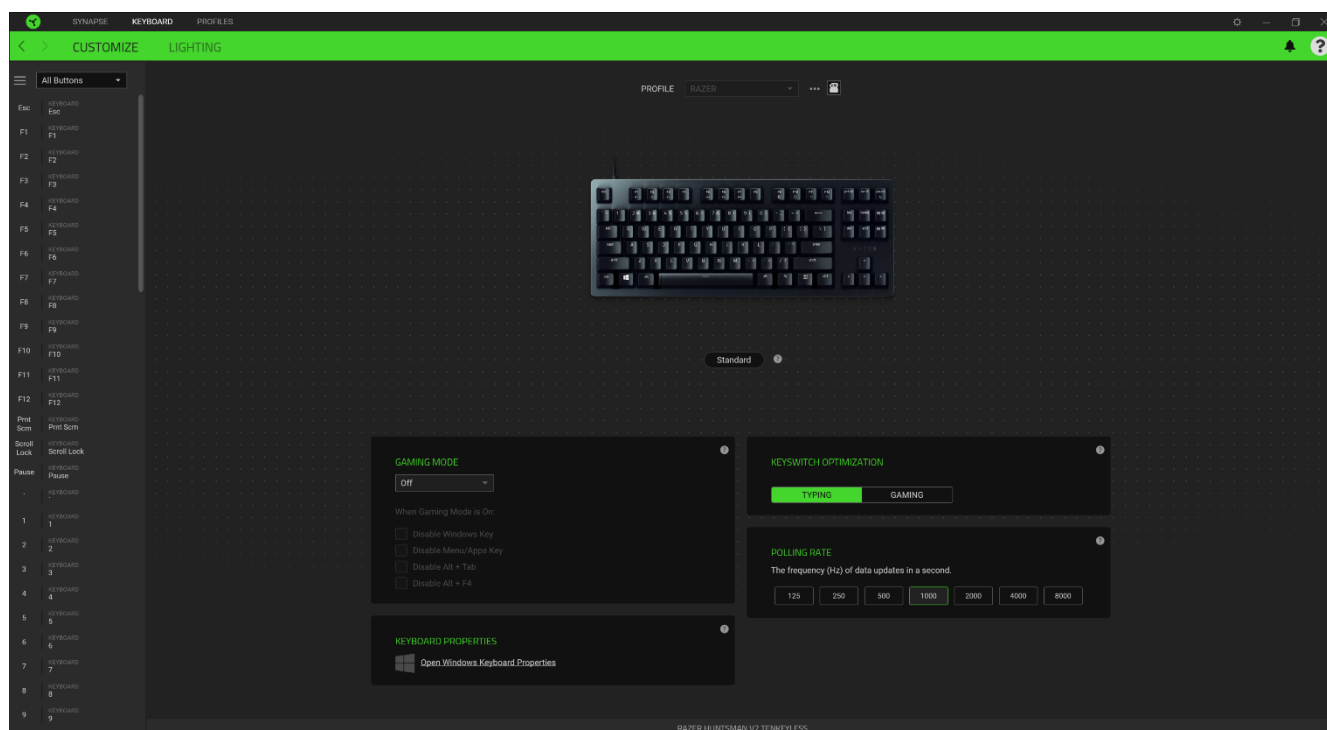 SYNAPSE KEYBOARD PROFILES
CUSTOMIZE LIGHTING
All Buttons
PROFILE RAZER
Esc KEYBOARD Esc
F1 KEYBOARD F1
F2 KEYBOARD F2
F3 KEYBOARD F3
F4 KEYBOARD F4
F5 KEYBOARD F5
F6 KEYBOARD F6
F7 KEYBOARD F7
F8 KEYBOARD F8
F9 KEYBOARD F9
F10 KEYBOARD F10
F11 KEYBOARD F11
F12 KEYBOARD F12
Prnt Scrn KEYBOARD Prnt Scrn
Scroll Lock KEYBOARD Scroll Lock
Pause KEYBOARD Pause
KEYBOARD
1 KEYBOARD 1
2 KEYBOARD 2
3 KEYBOARD 3
4 KEYBOARD 4
5 KEYBOARD 5
6 KEYBOARD 6
7 KEYBOARD 7
8 KEYBOARD 8
9 KEYBOARD 9
Standard
GAMING MODE
Off
When Gaming Mode is On:
Disable Windows Key
Disable Menu/Apps Key
Disable Alt + Tab
Disable Alt + F4
KEYBOARD PROPERTIES
Open Windows Keyboard Properties
KEYSWITCH OPTIMIZATION
TYPING GAMING
POLLING RATE
The frequency (Hz) of data updates in a second.
125 250 500 1000 2000 4000 8000
RAZER HUNTSMAN V2 TENKEYLESS